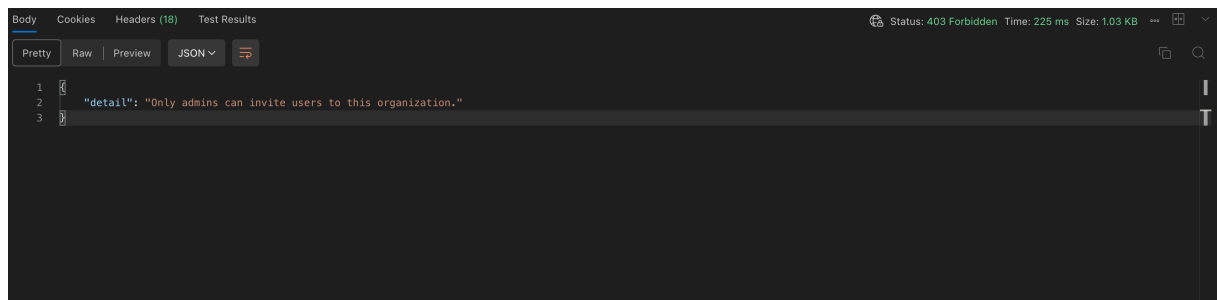 Body Cookies Headers (18) Test Results Status: 403 Forbidden Time: 225 ms Size: 1.03 KB
Pretty Raw Preview JSON
1 {
2 "detail": "Only admins can invite users to this organization."
3 }